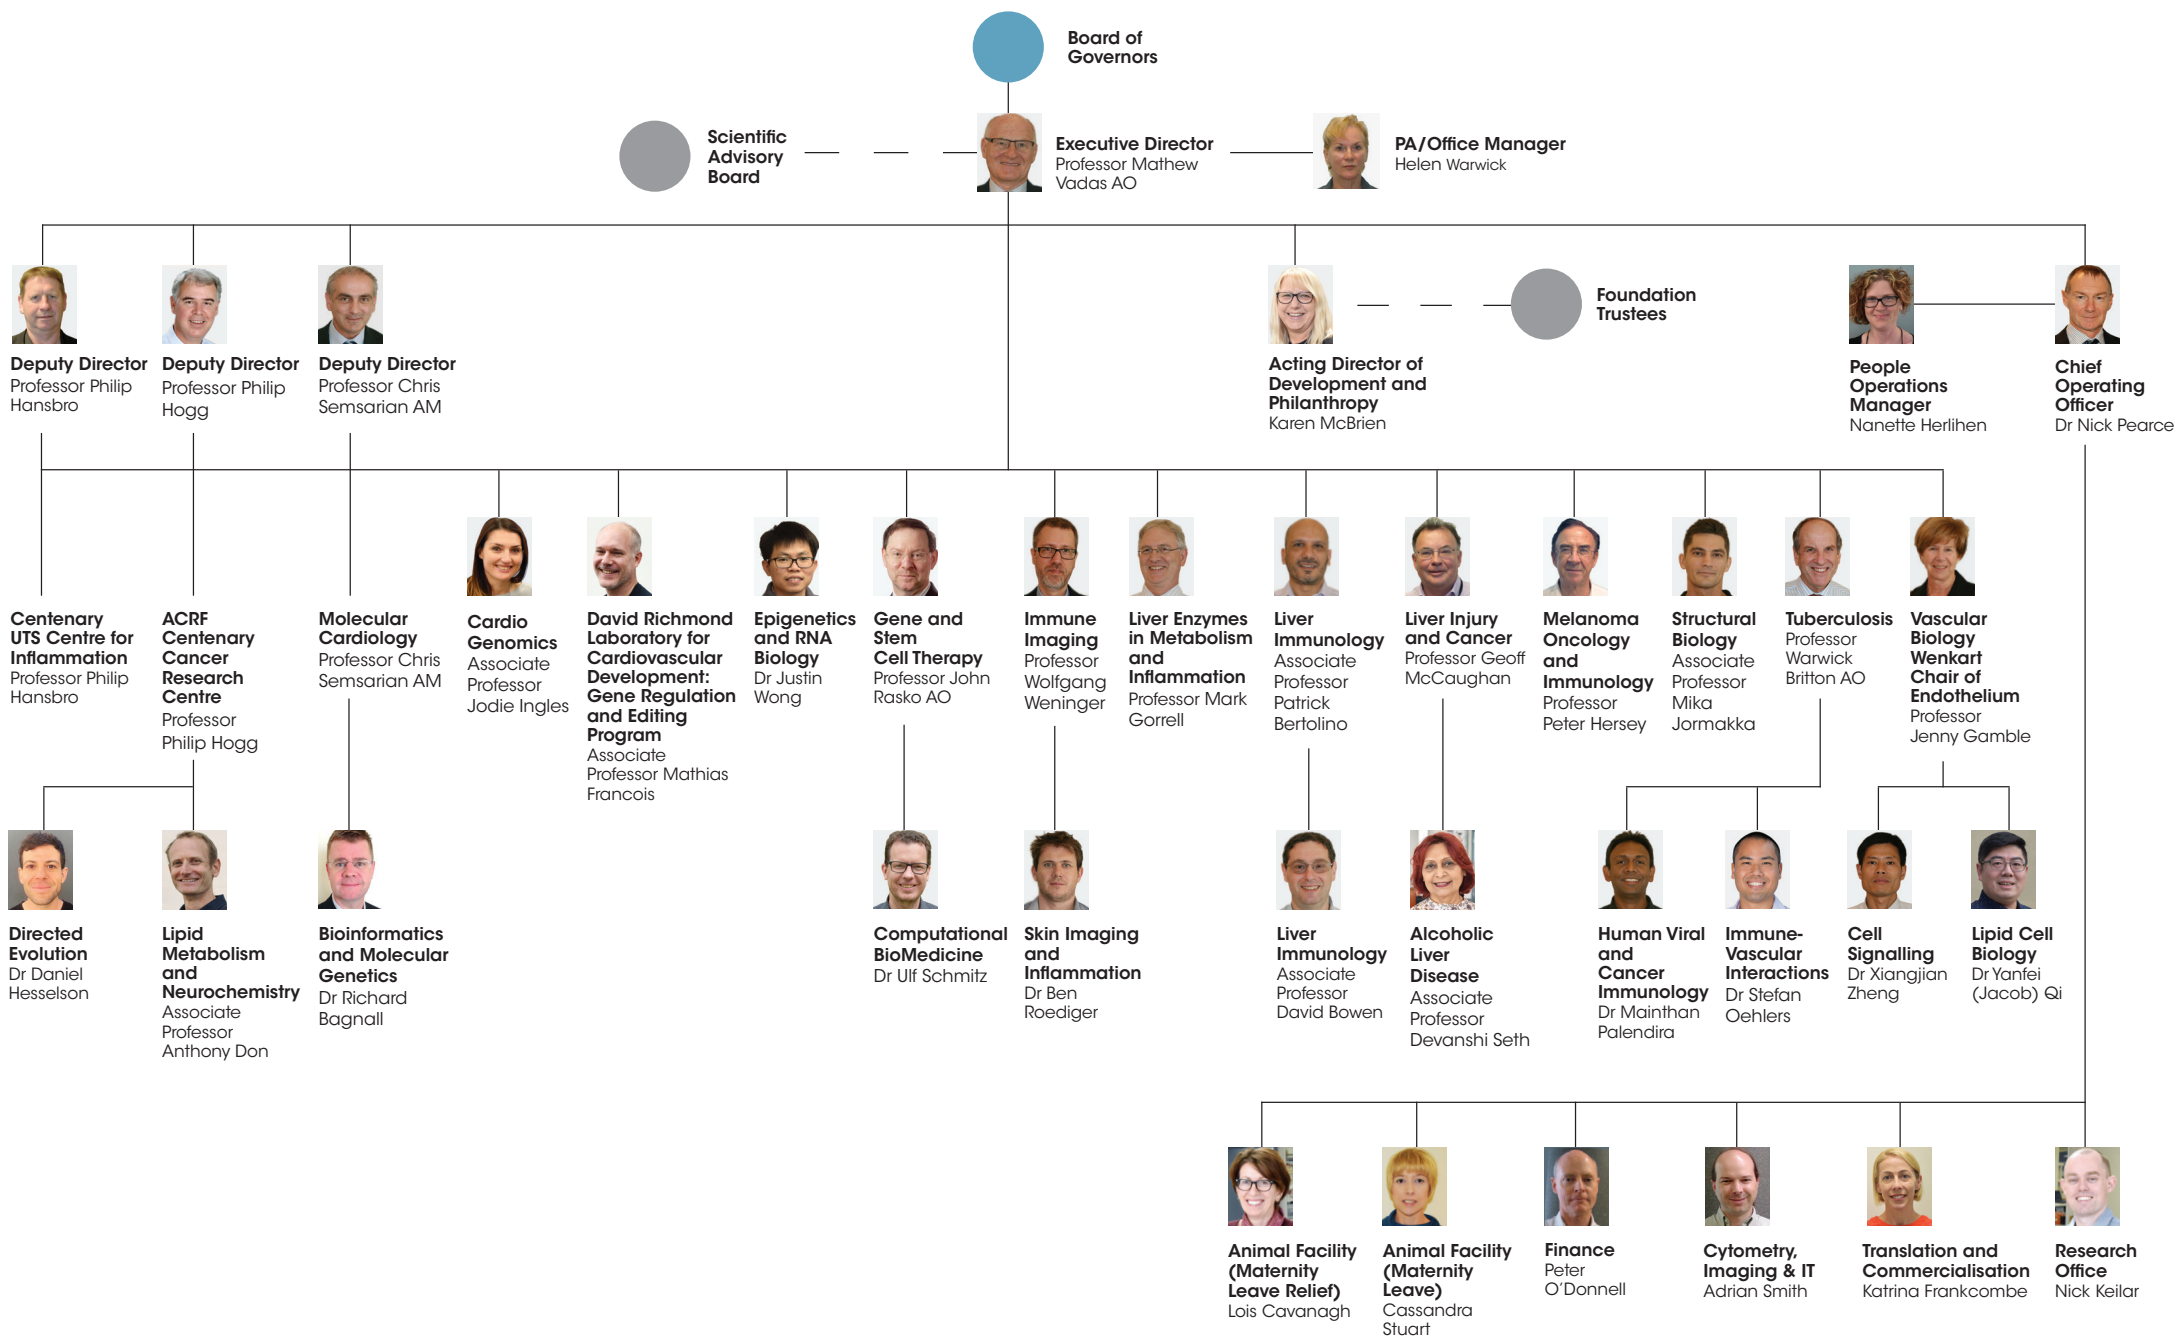 Board of
Governors
Scientific
Advisory
Board
Executive Director
Professor Mathew
Vadas AO
PA/Office Manager
Helen Warwick
Deputy Director
Professor Philip
Hansbro
Deputy Director
Professor Philip
Hogg
Deputy Director
Professor Chris
Semsarian AM
Acting Director of
Development and
Philanthropy
Karen McBrien
Foundation
Trustees
People
Operations
Manager
Nanette Herlihen
Chief
Operating
Officer
Dr Nick Pearce
Centenary
UTS Centre for
Inflammation
Professor Philip
Hansbro
ACRF
Centenary
Cancer
Research
Centre
Professor
Philip Hogg
Molecular
Cardiology
Professor Chris
Semsarian AM
Cardio
Genomics
Associate
Professor
Jodie Ingles
David Richmond
Laboratory for
Cardiovascular
Development:
Gene Regulation
and Editing
Program
Associate
Professor Mathias
Francois
Epigenetics
and RNA
Biology
Dr Justin
Wong
Gene and
Stem
Cell Therapy
Professor John
Rasko AO
Immune
Imaging
Professor
Wolfgang
Weninger
Liver Enzymes
in Metabolism
and
Inflammation
Professor Mark
Gorrell
Liver
Immunology
Associate
Professor
Patrick
Bertolino
Liver Injury
and Cancer
Professor Geoff
McCaughan
Melanoma
Oncology
and
Immunology
Professor
Peter Hersey
Structural
Biology
Associate
Professor
Mika
Jormakka
Tuberculosis
Professor
Warwick
Britton AO
Vascular
Biology
Wenkart
Chair of
Endothelium
Professor
Jenny Gamble
Directed
Evolution
Dr Daniel
Hesselson
Lipid
Metabolism
and
Neurochemistry
Associate
Professor
Anthony Don
Bioinformatics
and Molecular
Genetics
Dr Richard
Bagnall
Computational
BioMedicine
Dr Ulf Schmitz
Skin Imaging
and
Inflammation
Dr Ben
Roediger
Liver
Immunology
Associate
Professor
David Bowen
Alcoholic
Liver
Disease
Associate
Professor
Devanshi Seth
Human Viral
and
Cancer
Immunology
Dr Mainthan
Palendira
Immune-
Vascular
Interactions
Dr Stefan
Oehlers
Cell
Signalling
Dr Xiangjian
Zheng
Lipid Cell
Biology
Dr Yanfei
(Jacob) Qi
Animal Facility
(Maternity
Leave Relief)
Lois Cavanagh
Animal Facility
(Maternity
Leave)
Cassandra
Stuart
Finance
Peter
O'Donnell
Cytometry,
Imaging & IT
Adrian Smith
Translation and
Commercialisation
Katrina Frankcombe
Research
Office
Nick Keilar